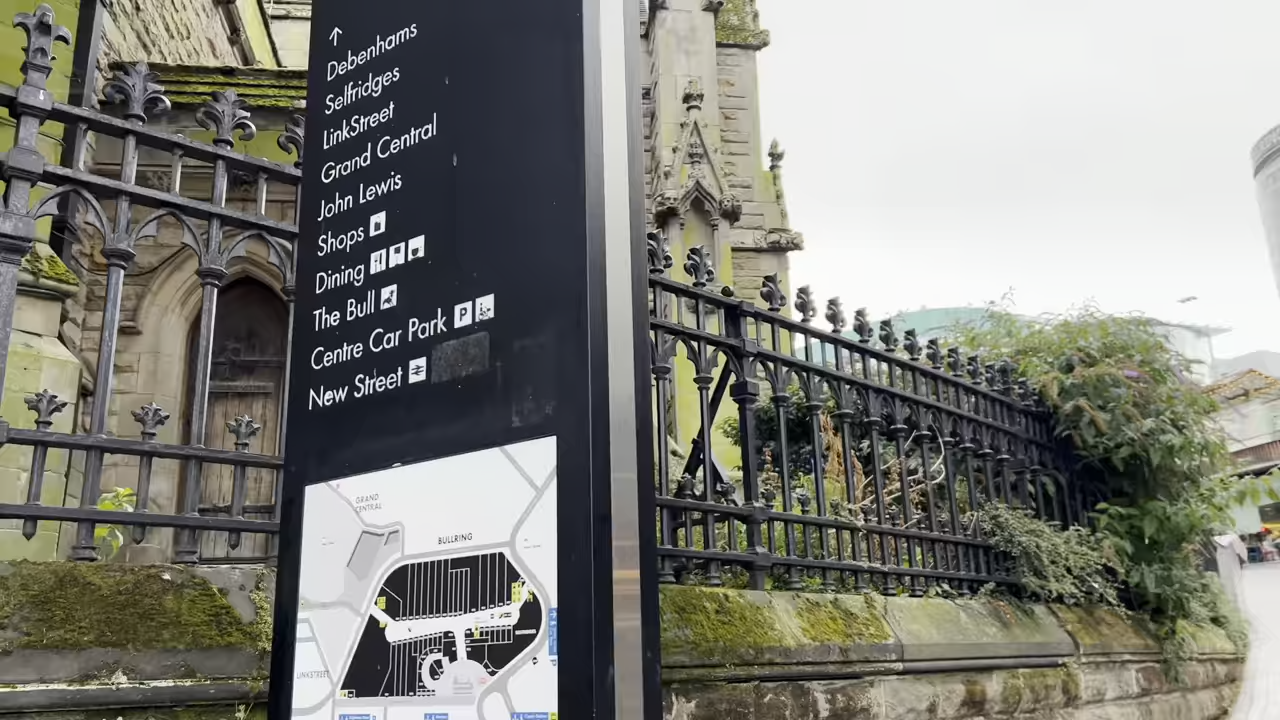 ↑
Debenhams
Selfridges
LinkStreet
Grand Central
John Lewis
Shops
Dining
The Bull
Centre Car Park P
New Street
GRAND
CENTRAL
BULLRING
LINKSTREET